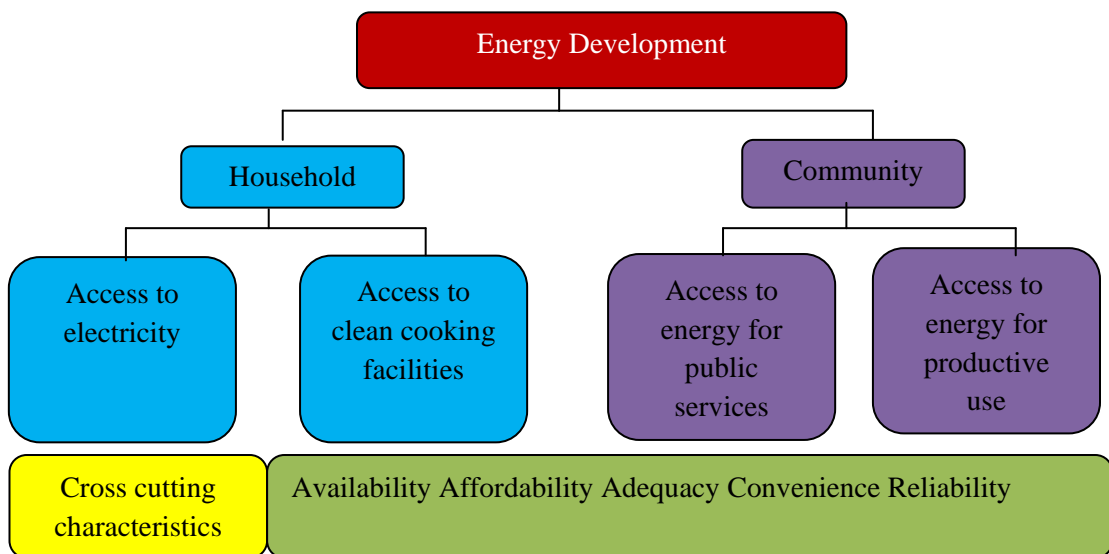 Energy Development
Household
Community
Access to
electricity
Access to
clean cooking
facilities
Access to
energy for
public
services
Access to
energy for
productive
use
Cross cutting
characteristics
Availability Affordability Adequacy Convenience Reliability